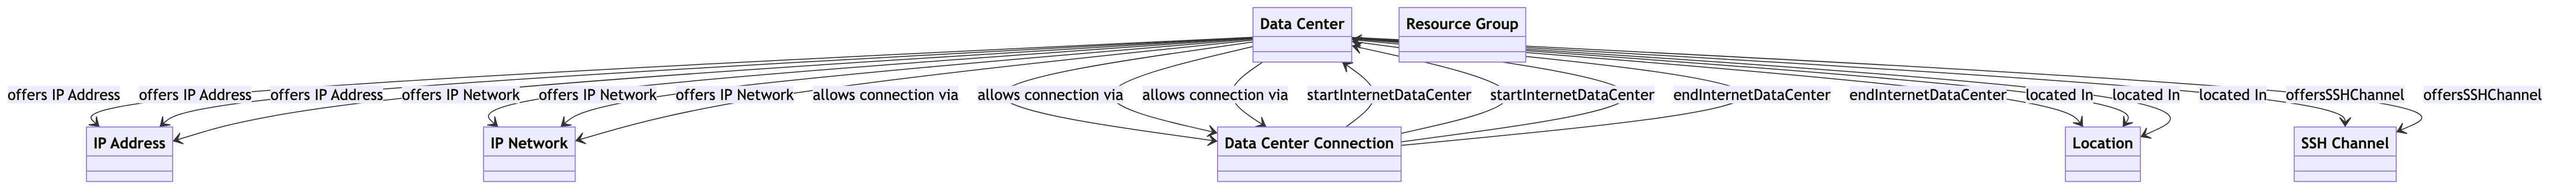 Data Center
Resource Group
offers IP Address
offers IP Address
offers IP Address
offers IP Network
offers IP Network
offers IP Network
allows connection via
allows connection via
allows connection via
startInternetDataCenter
startInternetDataCenter
endInternetDataCenter
endInternetDataCenter
located In
located In
located In
offersSSHChannel
offersSSHChannel
IP Address
IP Network
Data Center Connection
Location
SSH Channel